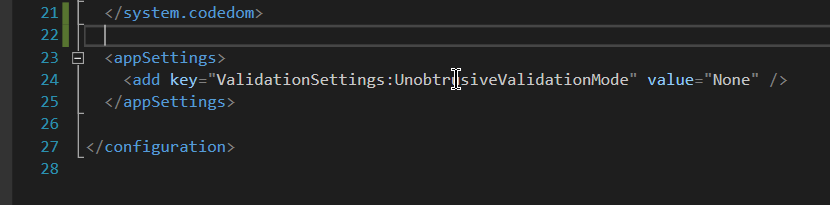 21 </system.codedom>
22
23 <appSettings>
24 <add key="ValidationSettings:UnobtrusiveValidationMode" value="None" />
25 </appSettings>
26
27 </configuration>
28